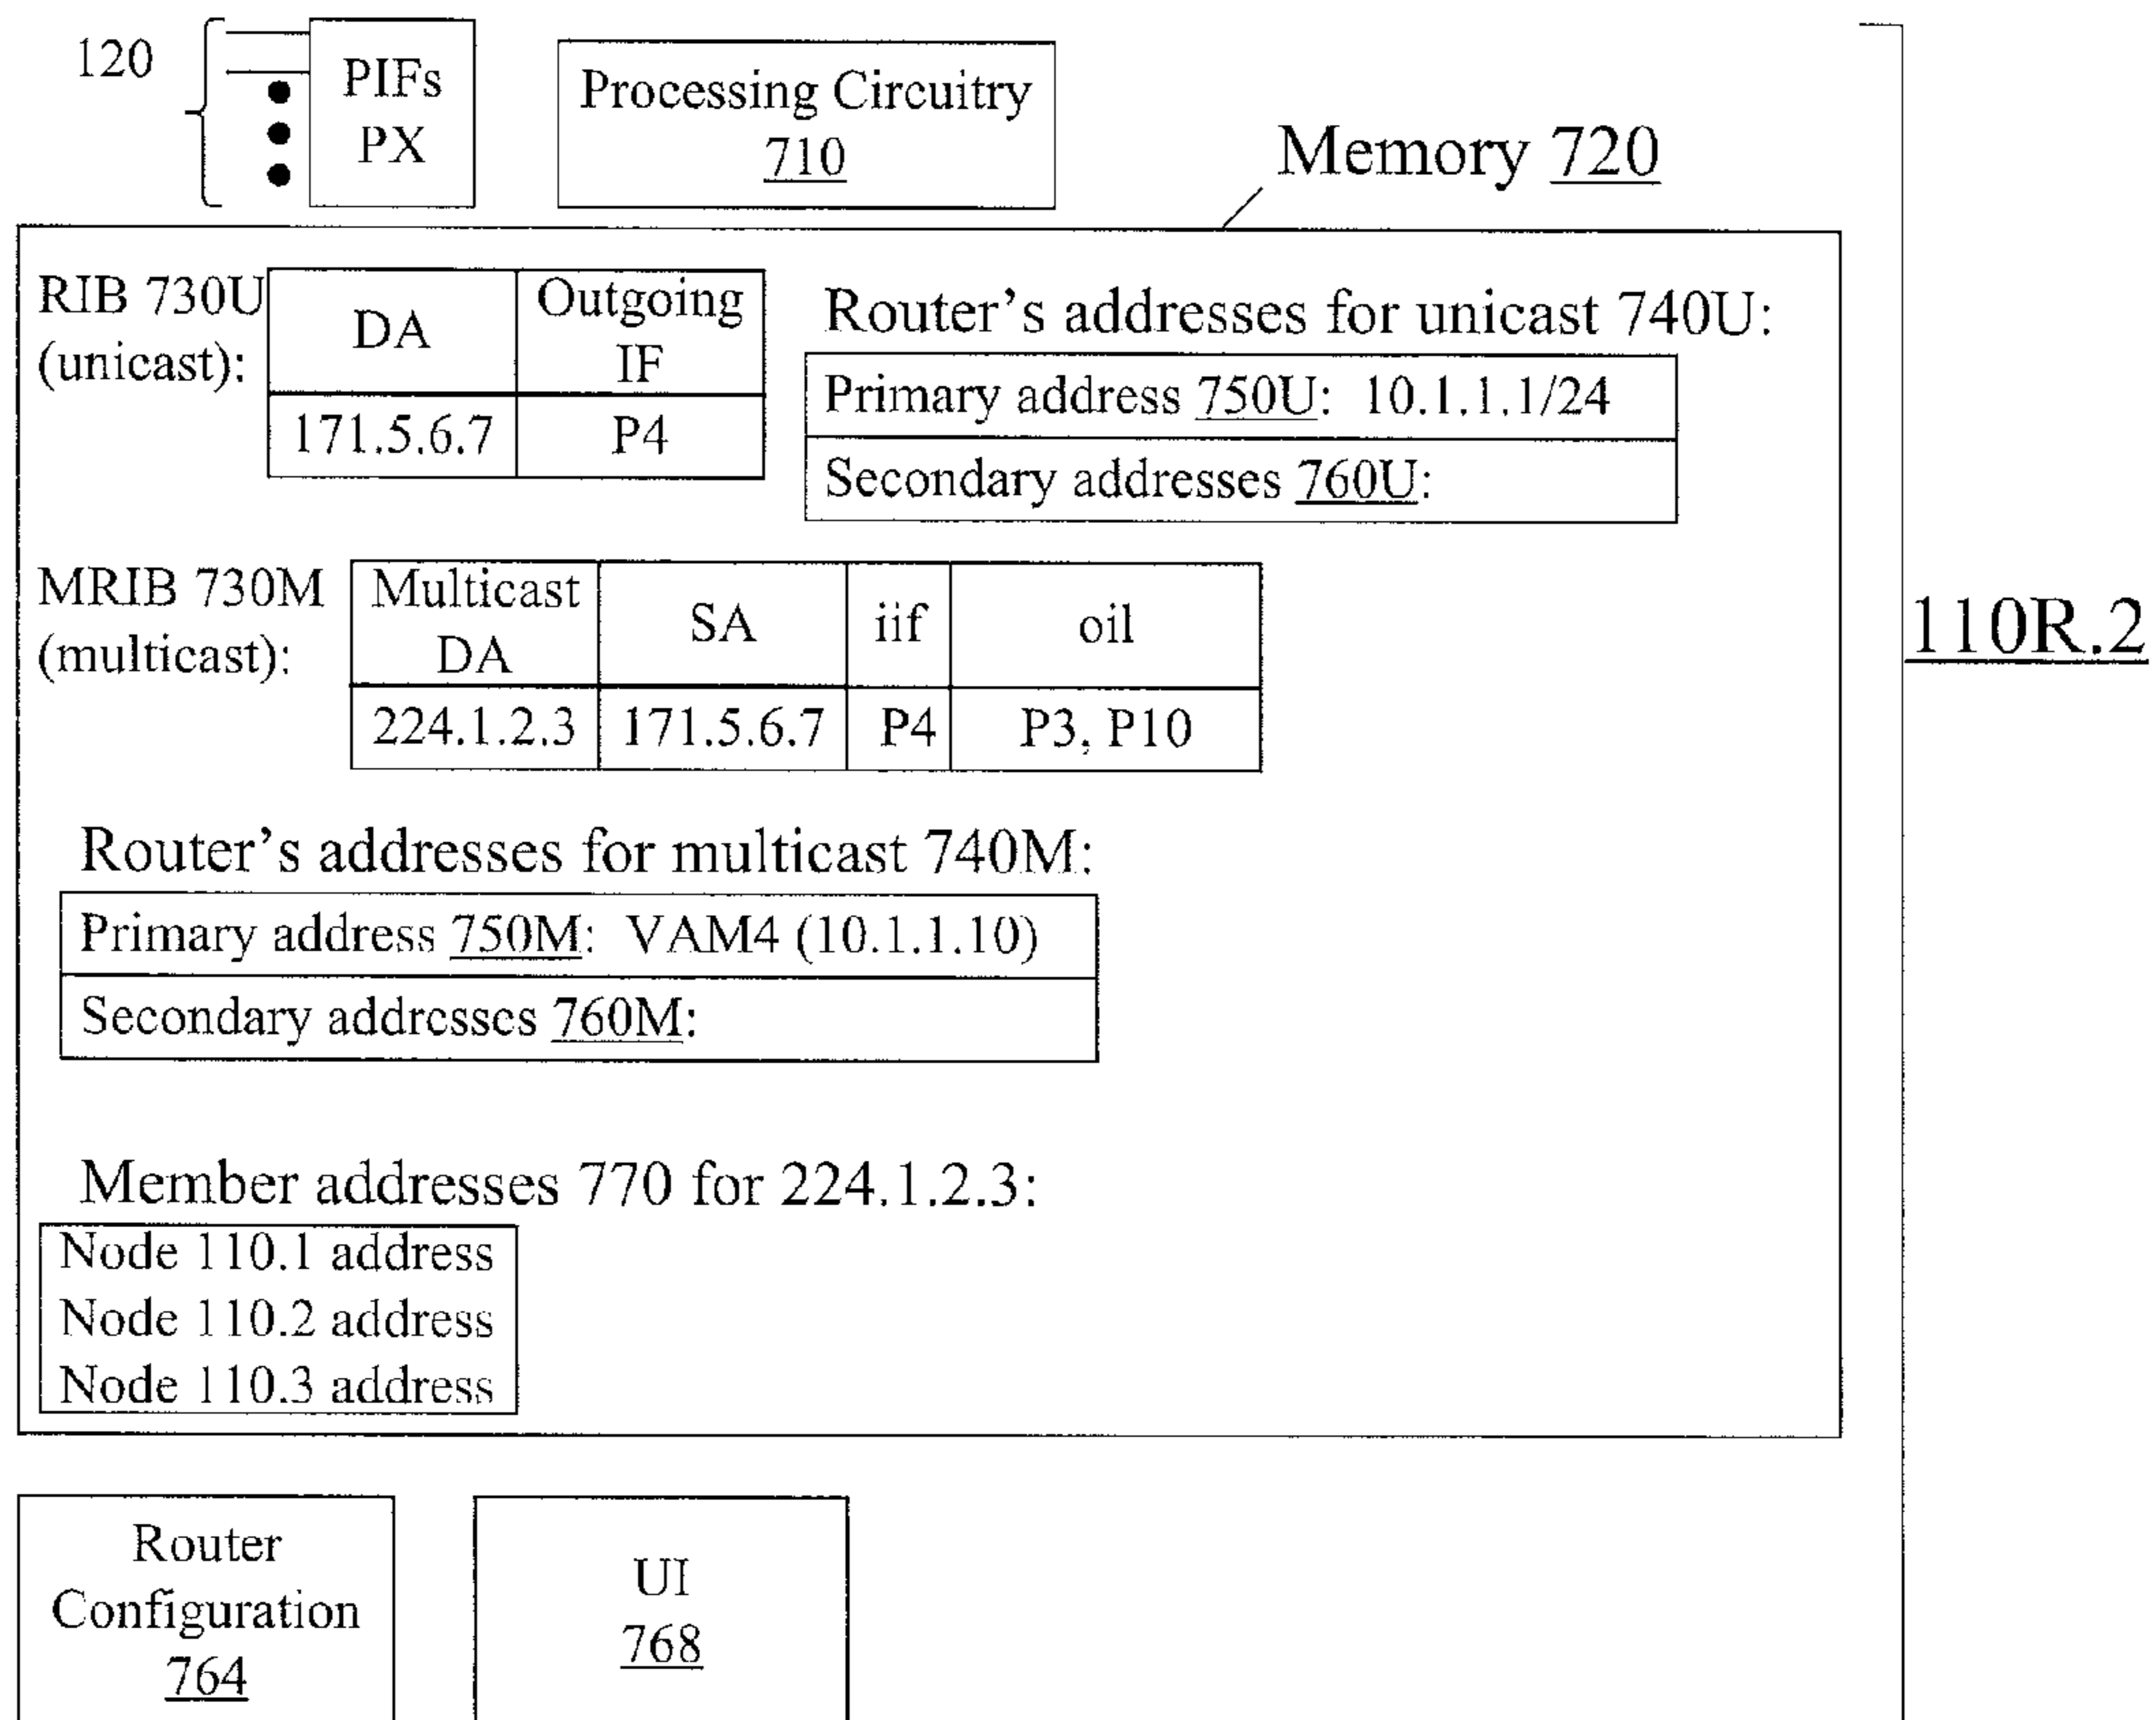 120
PIFs
PX
Processing Circuitry
710
Memory 720
RIB 730U
(unicast):
DA
Outgoing
IF
171.5.6.7
P4
Router's addresses for unicast 740U:
Primary address 750U: 10.1.1.1/24
Secondary addresses 760U:
MRIB 730M
(multicast):
Multicast
DA
SA
iif
oil
224.1.2.3
171.5.6.7
P4
P3, P10
110R.2
Router's addresses for multicast 740M:
Primary address 750M: VAM4 (10.1.1.10)
Secondary addresses 760M:
Member addresses 770 for 224.1.2.3:
Node 110.1 address
Node 110.2 address
Node 110.3 address
Router
Configuration
764
UI
768